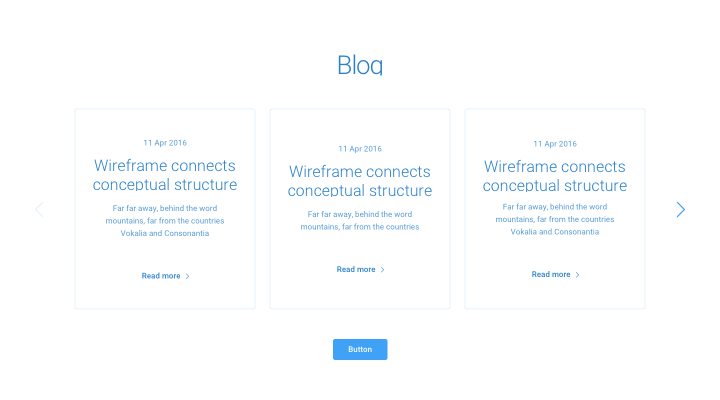 Blog
11 Apr 2016
Wireframe connects
conceptual structure
Far far away, behind the word
mountains, far from the countries
Vokalia and Consonantia
Read more
11 Apr 2016
Wireframe connects
conceptual structure
Far far away, behind the word
mountains, far from the countries
Read more
11 Apr 2016
Wireframe connects
conceptual structure
Far far away, behind the word
mountains, far from the countries
Vokalia and Consonantia
Read more
Button